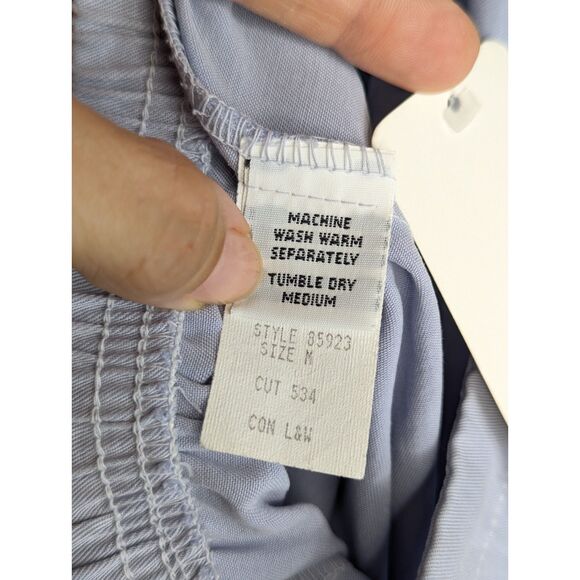 MACHINE
WASH WARM
SEPARATELY
TUMBLE DRY
MEDIUM
STYLE 85923
SIZE M
CUT 534
CON L&W